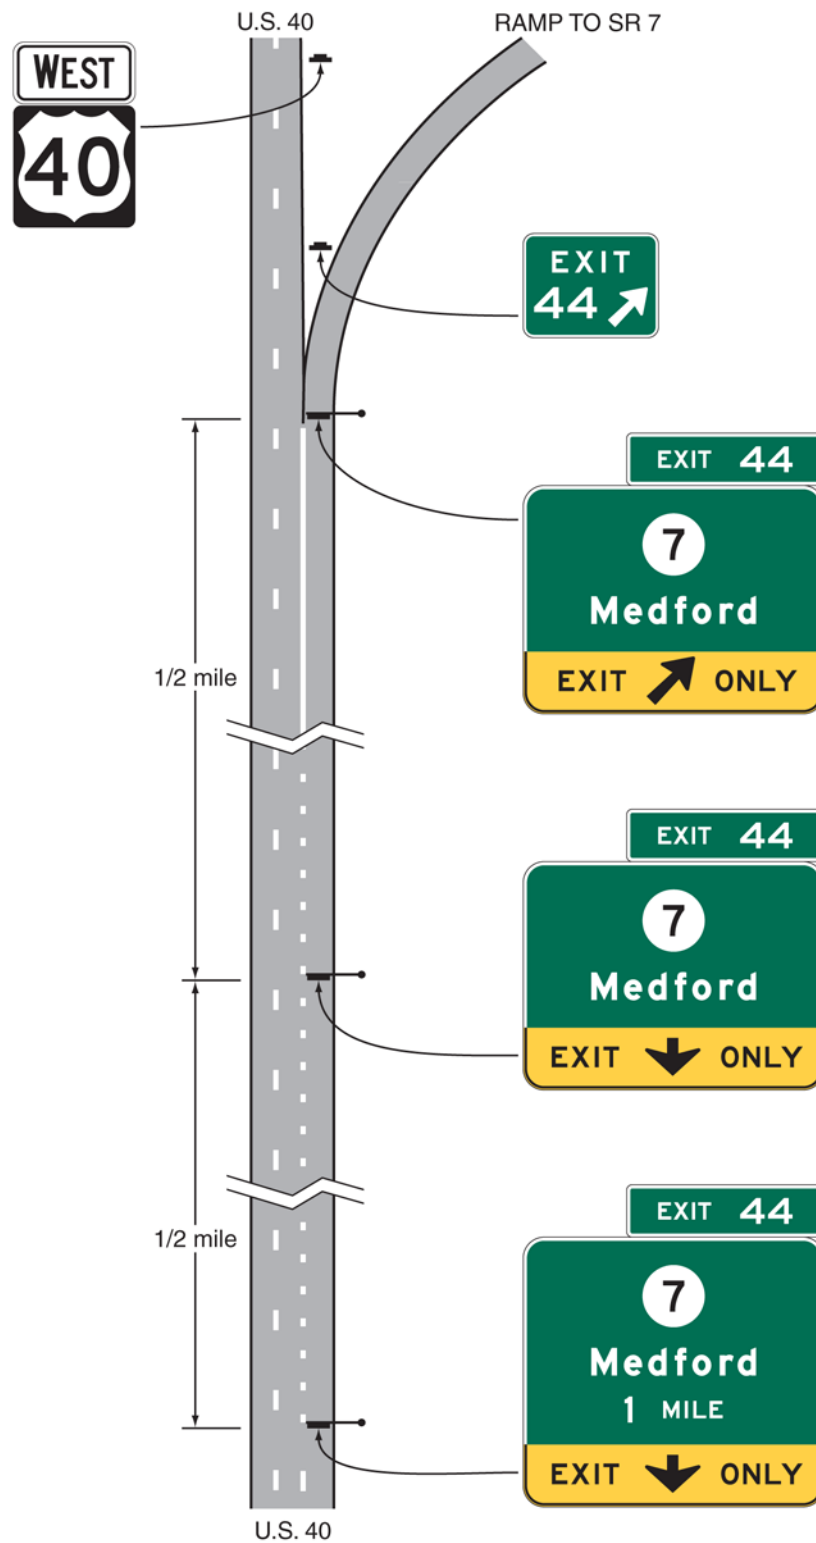 U.S. 40
RAMP TO SR 7
WEST
40
EXIT
44
EXIT 44
7
Medford
EXIT ONLY
1/2 mile
EXIT 44
7
Medford
EXIT ONLY
EXIT 44
1/2 mile
7
Medford
1 MILE
EXIT ONLY
U.S. 40